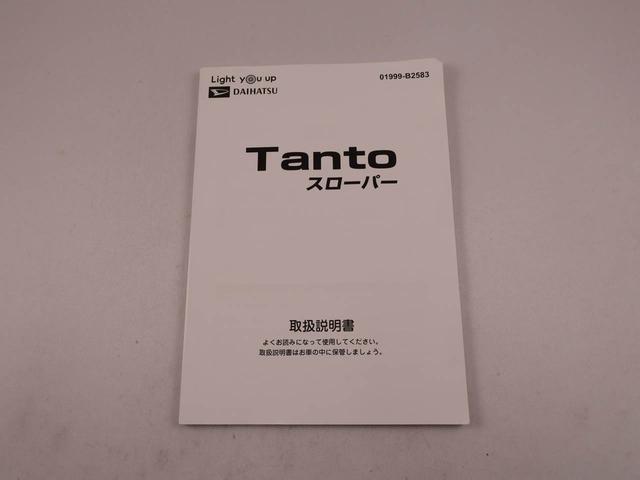 Light you up
01999-B2583
DAIHATSU
Tanto
スローパー
取扱説明書
よくお読みになって使用してください。
取扱説明書はお車の中に保管しましょう。